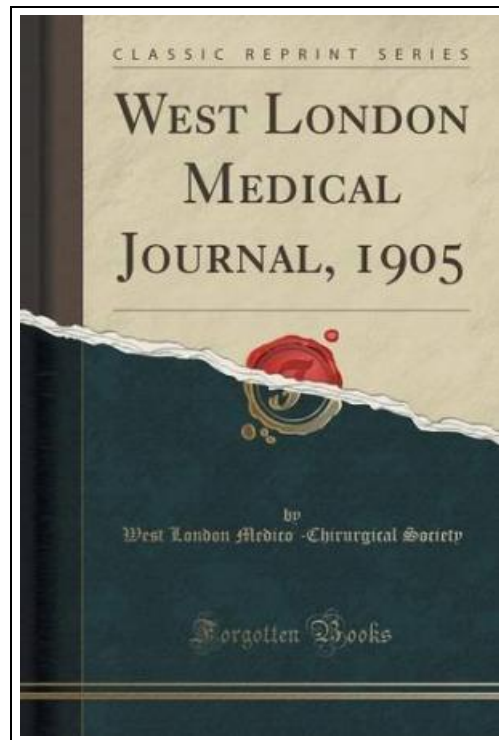 CLASSIC REPRINT SERIES
WEST LONDON
MEDICAL
JOURNAL, 1905
F
by
West London Medico -Chirurgical Society
Forgotten Books